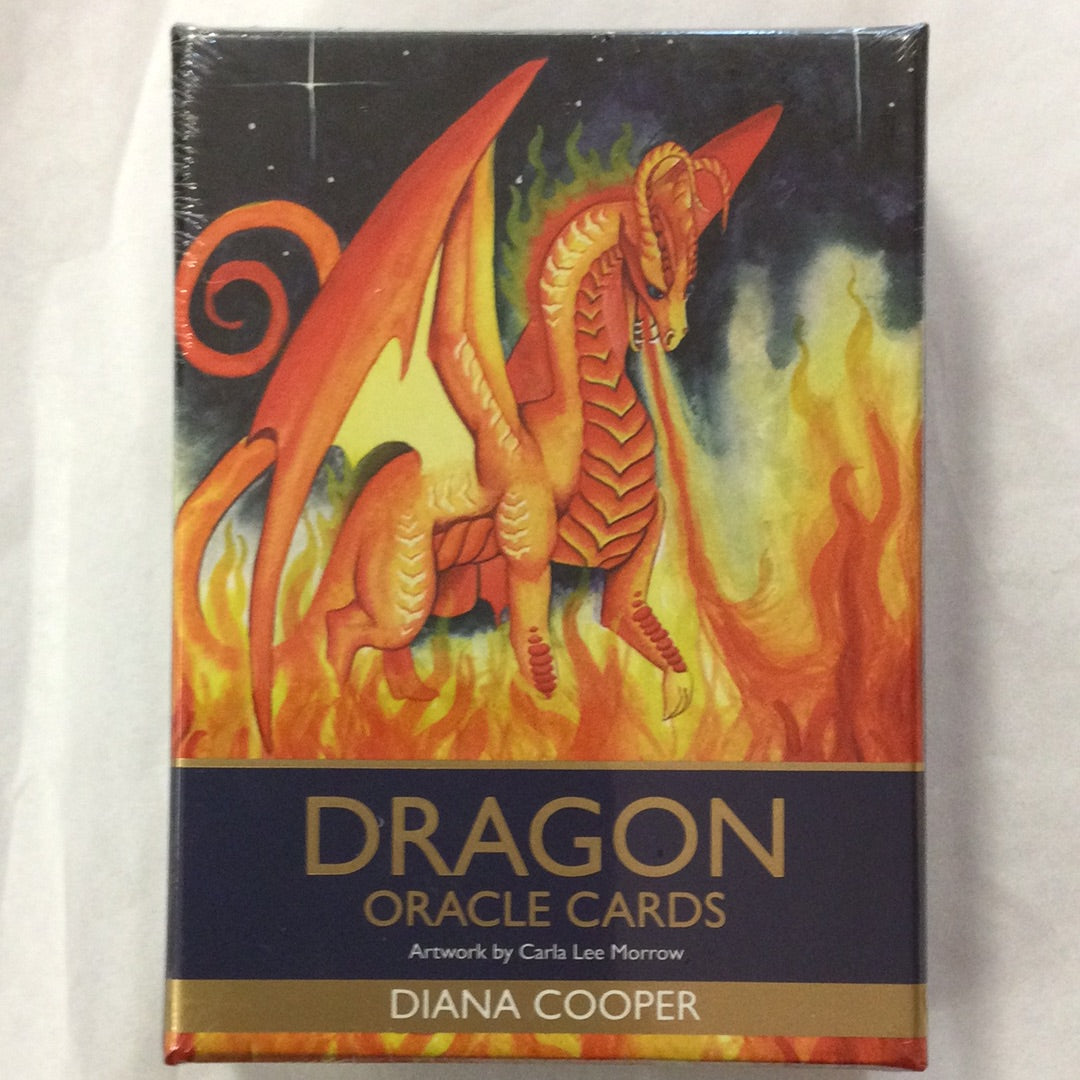 DRAGON
ORACLE CARDS
Artwork by Carla Lee Morrow
DIANA COOPER